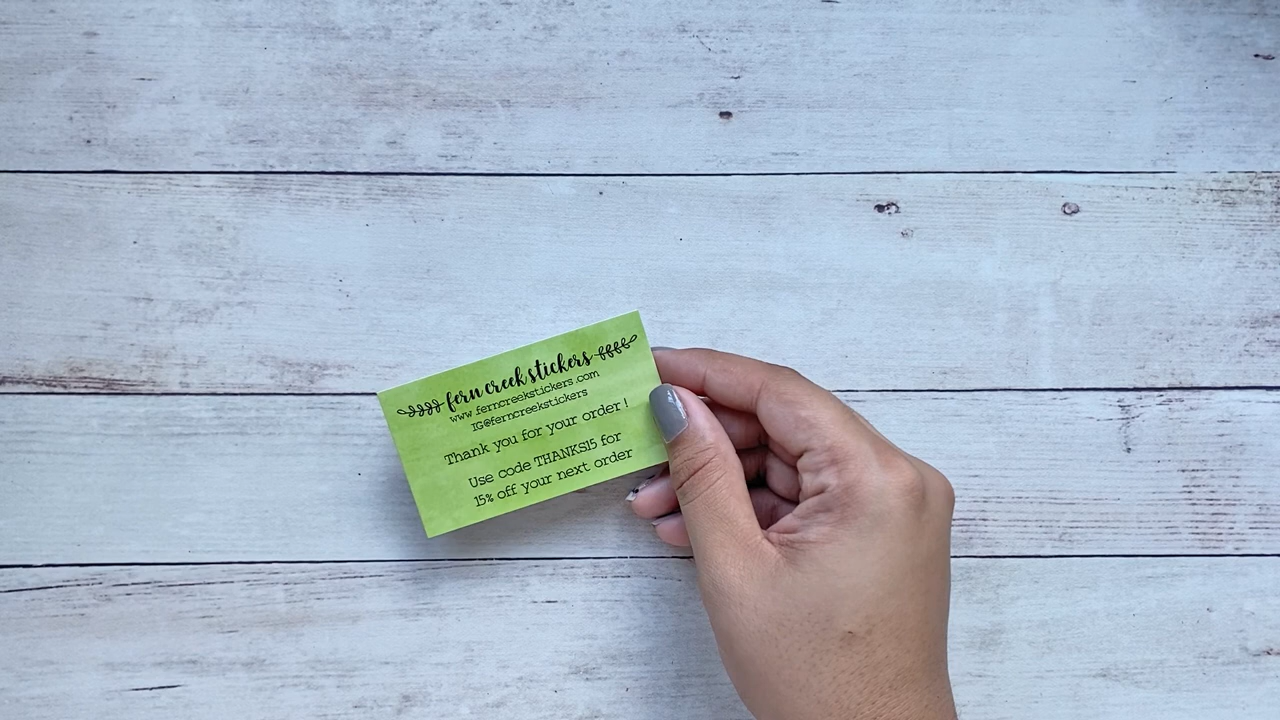 fern creek stickers
www.ferncreekstickers.com
IG@ferncreekstickers
Thank you for your order!
Use code THANKS15 for
15% off your next order